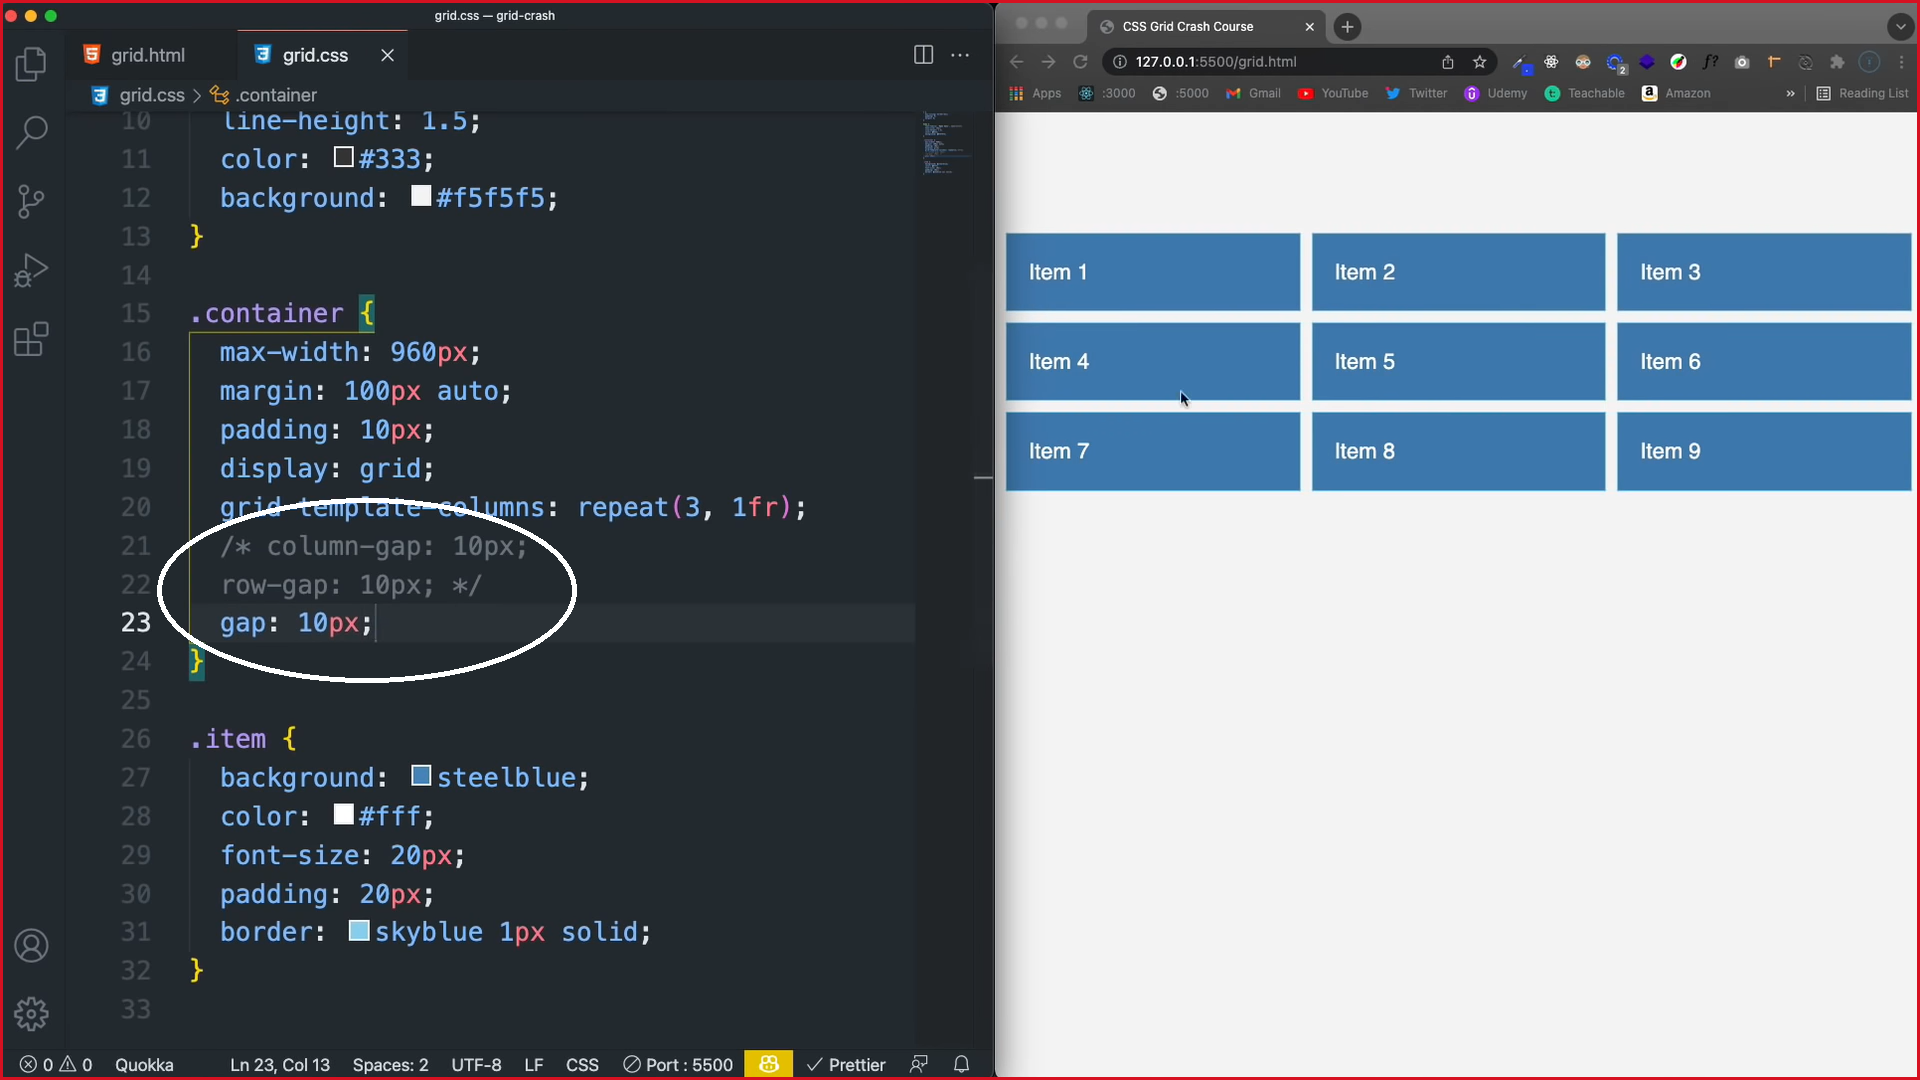 grid.css — grid-crash
grid.html
grid.css
grid.css > .container
10 line-height: 1.5;
11 color: #333;
12 background: #f5f5f5;
13 }
14
15 .container {
16 max-width: 960px;
17 margin: 100px auto;
18 padding: 10px;
19 display: grid;
20 grid-template-columns: repeat(3, 1fr);
21 /* column-gap: 10px;
22 row-gap: 10px; */
23 gap: 10px;
24 }
25
26 .item {
27 background: steelblue;
28 color: #fff;
29 font-size: 20px;
30 padding: 20px;
31 border: skyblue 1px solid;
32 }
33
0 0 Quokka Ln 23, Col 13 Spaces: 2 UTF-8 LF CSS Port : 5500 Prettier
CSS Grid Crash Course
127.0.0.1:5500/grid.html
f? 2
Apps :3000 :5000 Gmail YouTube Twitter Udemy Teachable Amazon » Reading List
Item 1 Item 2 Item 3
Item 4 Item 5 Item 6
Item 7 Item 8 Item 9